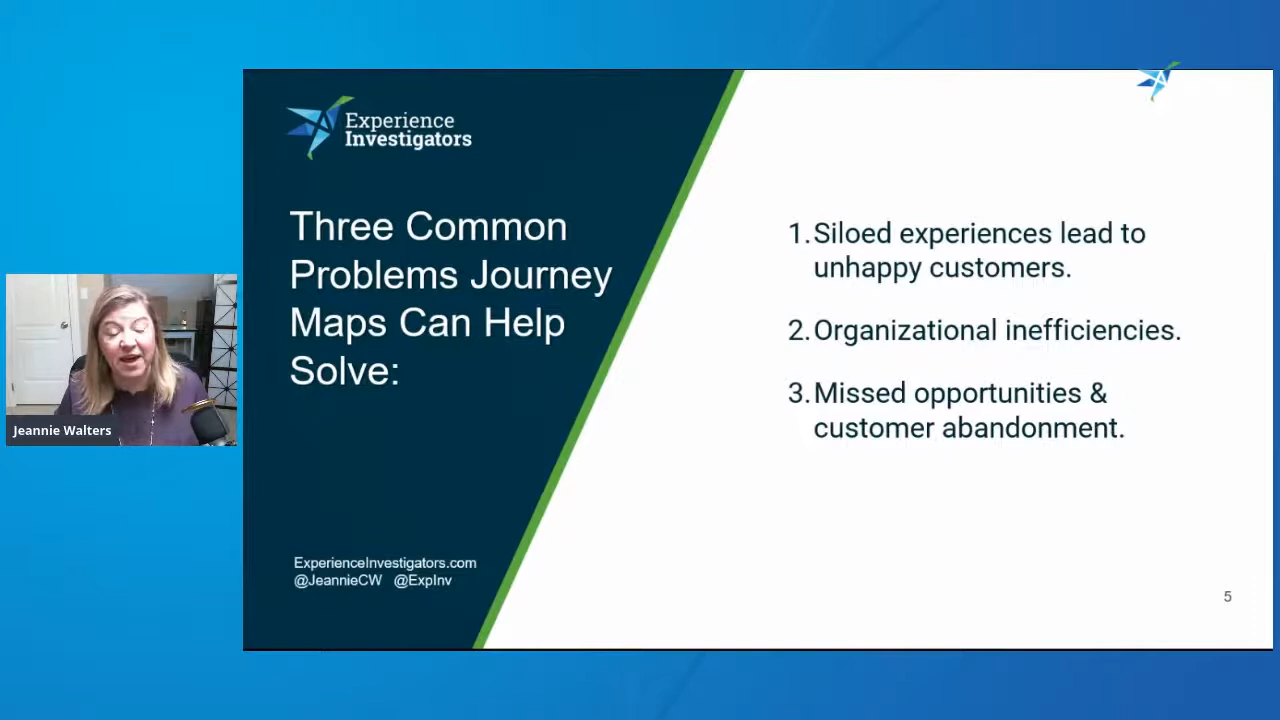 Experience
Investigators
Three Common
Problems Journey
Maps Can Help
Solve:
ExperienceInvestigators.com
@JeannieCW @ExpInv
1. Siloed experiences lead to
unhappy customers.
2. Organizational inefficiencies.
3. Missed opportunities &
customer abandonment.
5
Jeannie Walters